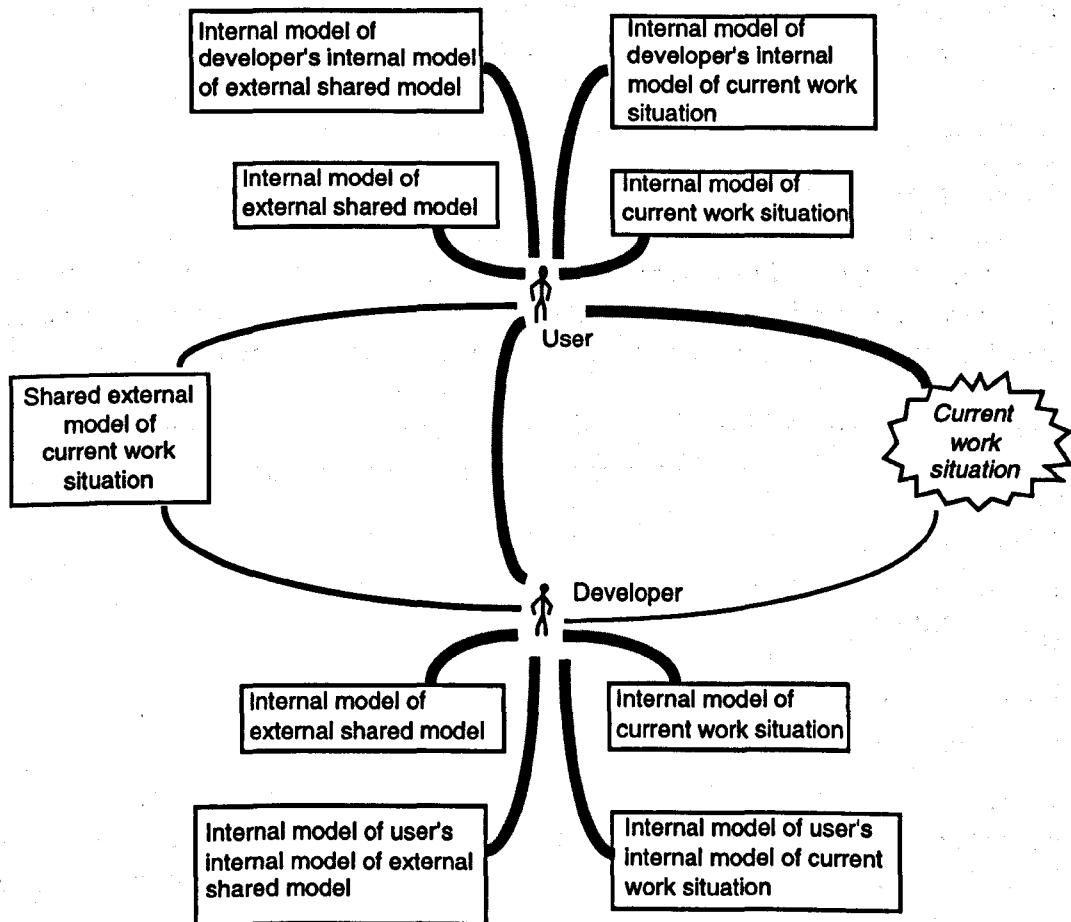 Internal model of
developer's internal model
of external shared model
Internal model of
developer's internal
model of current work
situation
Internal model of
external shared model
Internal model of
current work situation
User
Shared external
model of
current work
situation
Current
work
situation
Developer
Internal model of
external shared model
Internal model of
current work situation
Internal model of user's
internal model of external
shared model
Internal model of user's
internal model of current
work situation